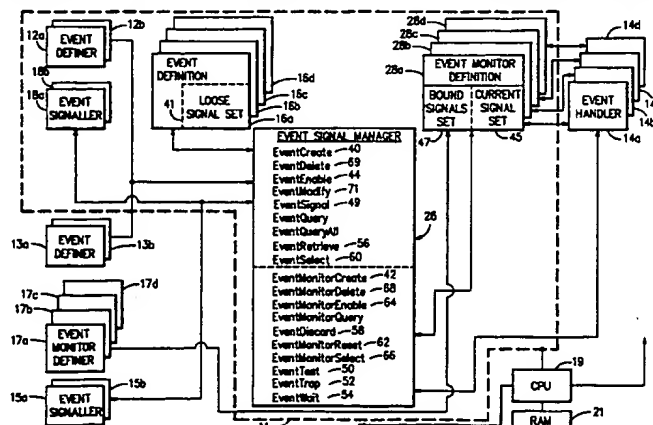 12b
12a
EVENT
DEFINER
18b
18a
EVENT
SIGNALLER
EVENT
DEFINITION
41
LOOSE
SIGNAL SET
16d
16c
16b
16a
28d
28c
28b
28a
EVENT MONITOR
DEFINITION
BOUND
SIGNALS
SET
CURRENT
SIGNAL
SET
47
45
14d
14b
EVENT
HANDLER
14a
EVENT SIGNAL MANAGER
EventCreate 40
EventDelete 69
EventEnable 44
EventModify 71
EventSignal 49
EventQuery
EventQueryAll
EventRetrieve 56
EventSelect 60
26
EventMonitorCreate 42
EventMonitorDelete 68
EventMonitorEnable 64
EventMonitorQuery
EventDiscard 58
EventMonitorReset 62
EventMonitorSelect 66
EventTest 50
EventTrap 52
EventWait 54
13a
EVENT
DEFINER
13b
17d
17c
17b
17a
EVENT
MONITOR
DEFINER
15b
15a
EVENT
SIGNALLER
19
CPU
RAM
21